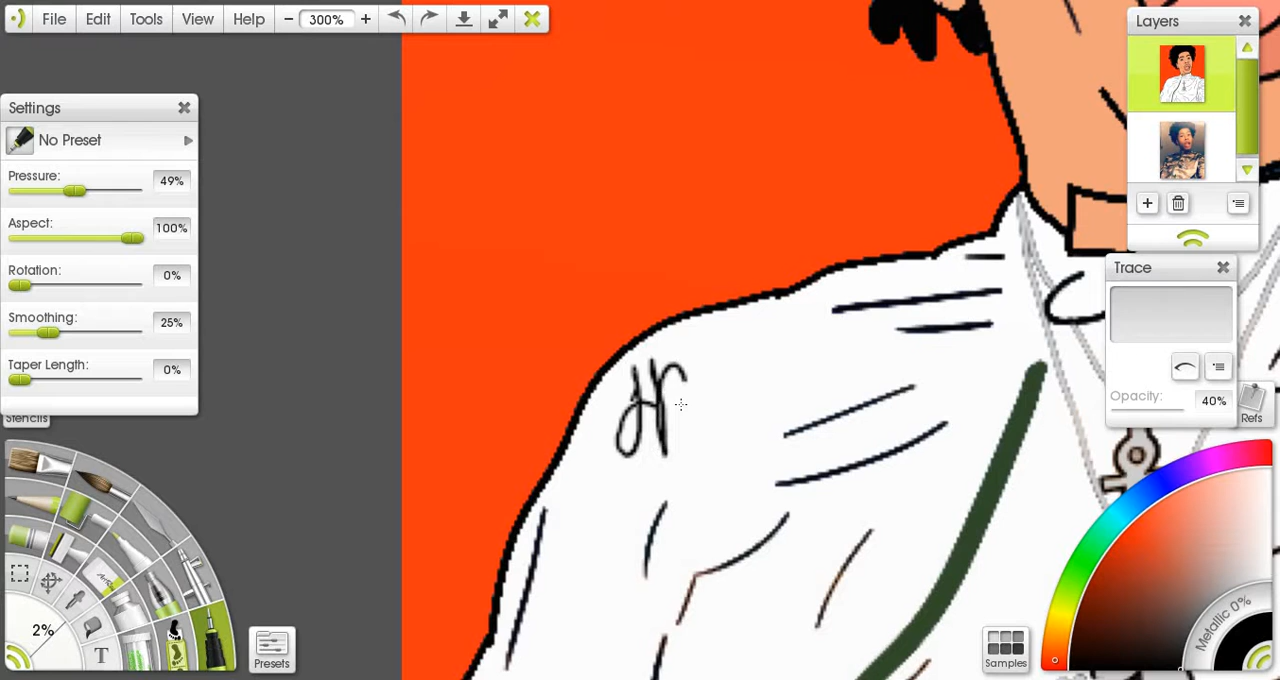 File Edit Tools View Help − 300% +
Layers
Settings
No Preset
Pressure: 49%
Aspect: 100%
Rotation: 0%
Smoothing: 25%
Taper Length: 0%
Stencils
Trace
Opacity: 40%
Refs
2%
T
Presets
Samples
Metallic 0%